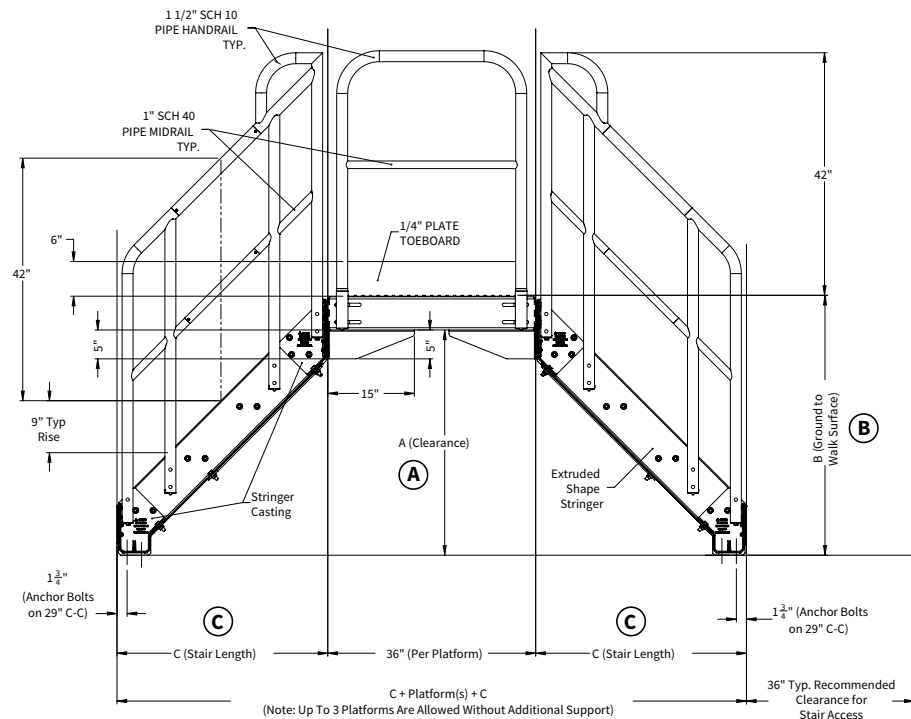 1 1/2" SCH 10
PIPE HANDRAIL
TYP.
1" SCH 40
PIPE MIDRAIL
TYP.
42"
6"
1/4" PLATE
TOEBOARD
42"
5"
5"
15"
9" Typ
Rise
A (Clearance)
A
B (Ground to
Walk Surface)
B
Stringer
Casting
Extruded
Shape
Stringer
1 3/4"
(Anchor Bolts
on 29" C-C)
1 3/4" (Anchor Bolts
on 29" C-C)
C
C
C (Stair Length)
36" (Per Platform)
C (Stair Length)
C + Platform(s) + C
(Note: Up To 3 Platforms Are Allowed Without Additional Support)
36" Typ. Recommended
Clearance for
Stair Access